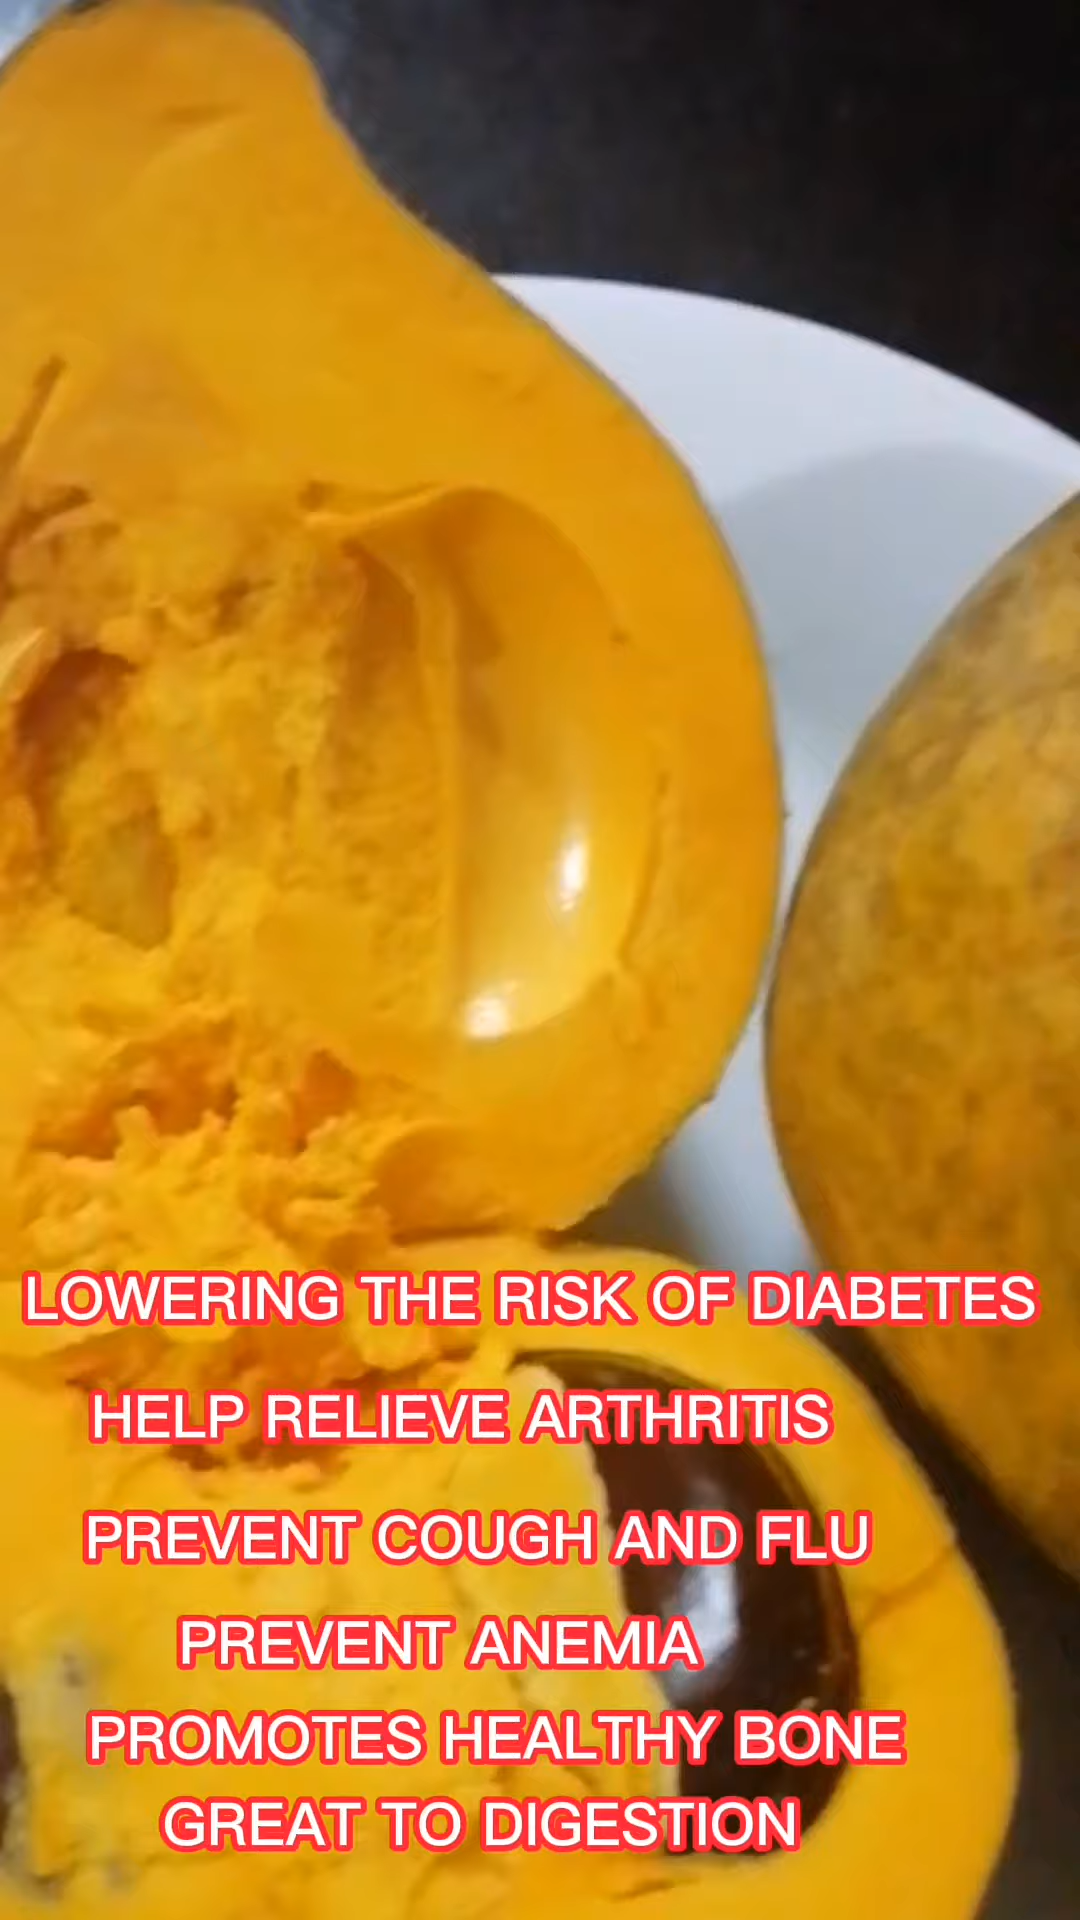 LOWERING THE RISK OF DIABETES
HELP RELIEVE ARTHRITIS
PREVENT COUGH AND FLU
PREVENT ANEMIA
PROMOTES HEALTHY BONE
GREAT TO DIGESTION